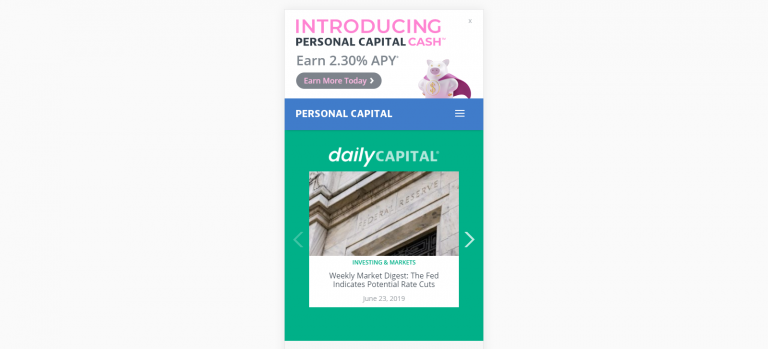 INTRODUCING
x
PERSONAL CAPITAL CASH™
Earn 2.30% APY*
Earn More Today
PERSONAL CAPITAL
dailyCAPITAL®
FEDERAL RESERVE
INVESTING & MARKETS
Weekly Market Digest: The Fed
Indicates Potential Rate Cuts
June 23, 2019